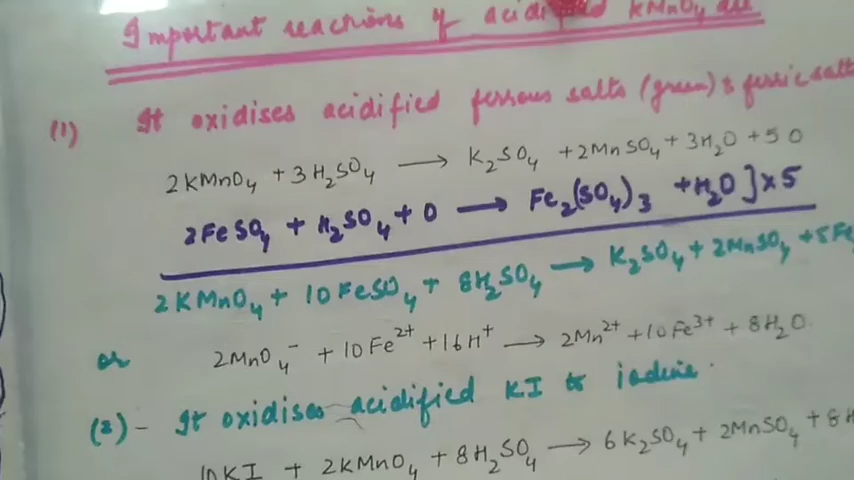 Important reactions of acidified KMnO₄ are
(1) It oxidises acidified ferrous salts (green) to ferric salts
2KMnO₄ + 3H₂SO₄ ⟶ K₂SO₄ + 2MnSO₄ + 3H₂O + 5O
2FeSO₄ + H₂SO₄ + O ⟶ Fe₂(SO₄)₃ + H₂O] × 5
2KMnO₄ + 10FeSO₄ + 8H₂SO₄ ⟶ K₂SO₄ + 2MnSO₄ + 5Fe
or 2MnO₄⁻ + 10Fe²⁺ + 16H⁺ ⟶ 2Mn²⁺ + 10Fe³⁺ + 8H₂O.
(2) - It oxidises acidified KI to iodine.
10KI + 2KMnO₄ + 8H₂SO₄ ⟶ 6K₂SO₄ + 2MnSO₄ + 8H